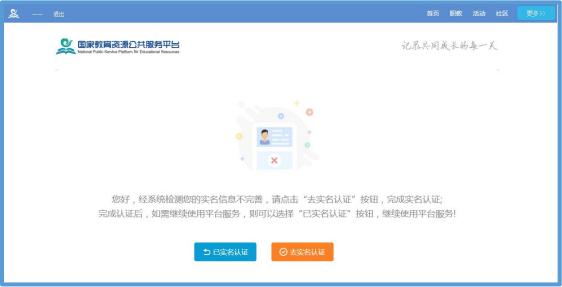 退出
首页 职教 活动 社区 更多>>
国家教育资源公共服务平台
National Public Service Platform for Educational Resources
记录共同成长的每一天
您好，经系统检测您的实名信息不完善，请点击“去实名认证”按钮，完成实名认证;
完成认证后，如需继续使用平台服务，则可以选择“已实名认证”按钮，继续使用平台服务!
已实名认证 去实名认证